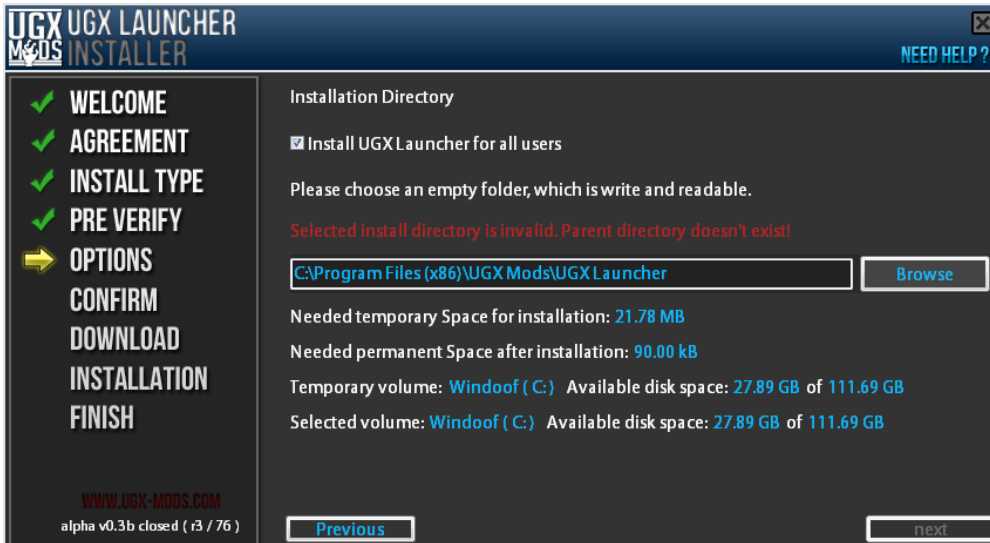 UGX MODS
UGX LAUNCHER
INSTALLER
NEED HELP ?
WELCOME
AGREEMENT
INSTALL TYPE
PRE VERIFY
OPTIONS
CONFIRM
DOWNLOAD
INSTALLATION
FINISH
WWW.UGX-MODS.COM
alpha v0.3b closed ( r3 / 76 )
Installation Directory
Install UGX Launcher for all users
Please choose an empty folder, which is write and readable.
Selected install directory is invalid. Parent directory doesn't exist!
C:\Program Files (x86)\UGX Mods\UGX Launcher
Browse
Needed temporary Space for installation: 21.78 MB
Needed permanent Space after installation: 90.00 kB
Temporary volume: Windoof ( C:) Available disk space: 27.89 GB of 111.69 GB
Selected volume: Windoof ( C:) Available disk space: 27.89 GB of 111.69 GB
Previous
next